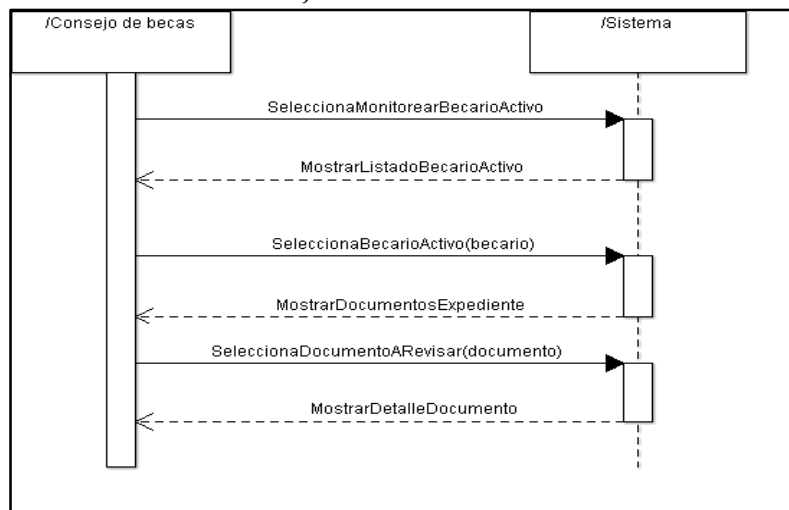 /Consejo de becas
/Sistema
SeleccionaMonitorearBecarioActivo
MostrarListadoBecarioActivo
SeleccionaBecarioActivo(becario)
MostrarDocumentosExpediente
SeleccionaDocumentoARevisar(documento)
MostrarDetalleDocumento